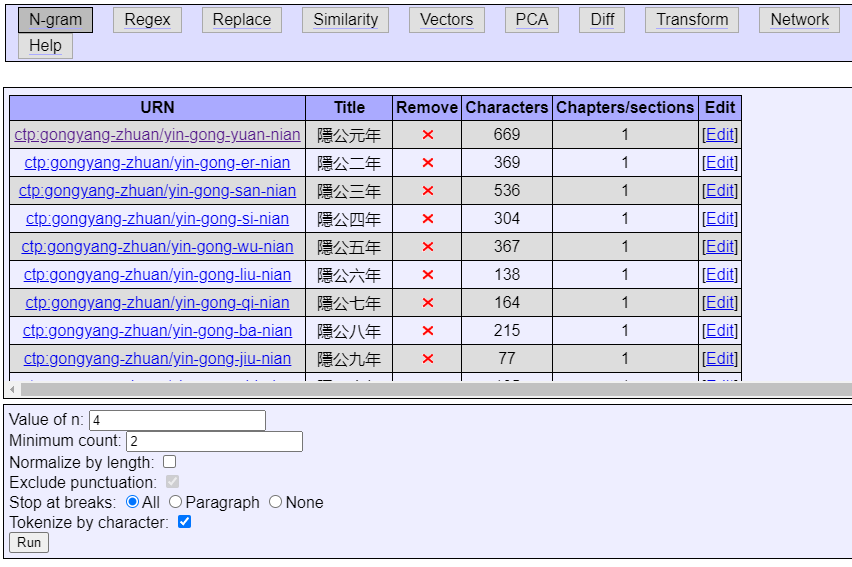 N-gram Regex Replace Similarity Vectors PCA Diff Transform Network
Help
URN Title Remove Characters Chapters/sections Edit
ctp:gongyang-zhuan/yin-gong-yuan-nian 隱公元年 669 1 [Edit]
ctp:gongyang-zhuan/yin-gong-er-nian 隱公二年 369 1 [Edit]
ctp:gongyang-zhuan/yin-gong-san-nian 隱公三年 536 1 [Edit]
ctp:gongyang-zhuan/yin-gong-si-nian 隱公四年 304 1 [Edit]
ctp:gongyang-zhuan/yin-gong-wu-nian 隱公五年 367 1 [Edit]
ctp:gongyang-zhuan/yin-gong-liu-nian 隱公六年 138 1 [Edit]
ctp:gongyang-zhuan/yin-gong-qi-nian 隱公七年 164 1 [Edit]
ctp:gongyang-zhuan/yin-gong-ba-nian 隱公八年 215 1 [Edit]
ctp:gongyang-zhuan/yin-gong-jiu-nian 隱公九年 77 1 [Edit]
Value of n: 4
Minimum count: 2
Normalize by length:
Exclude punctuation:
Stop at breaks: All Paragraph None
Tokenize by character:
Run